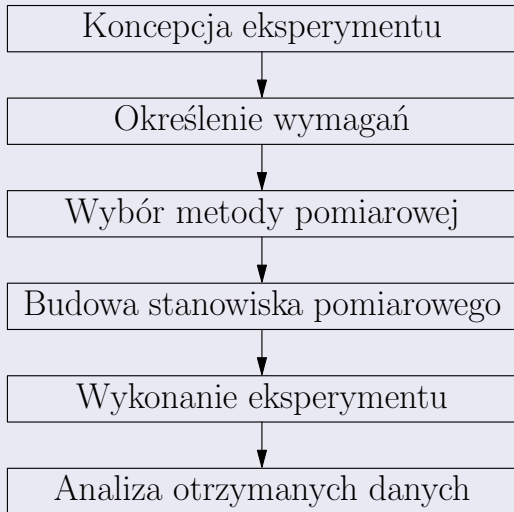 Koncepcja eksperymentu
Określenie wymagań
Wybór metody pomiarowej
Budowa stanowiska pomiarowego
Wykonanie eksperymentu
Analiza otrzymanych danych